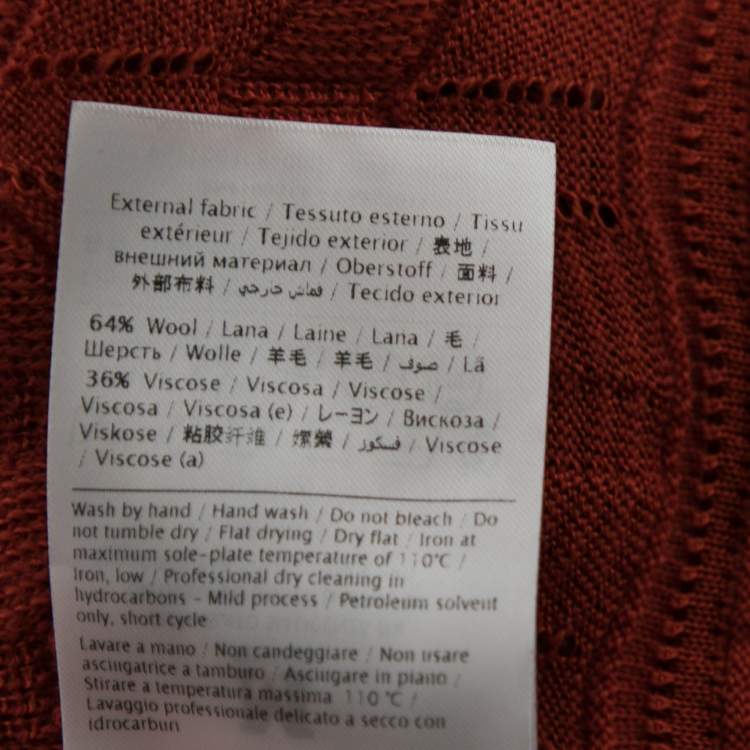 External fabric / Tessuto esterno / Tissu
extérieur / Tejido exterior / 表地 /
внешний материал / Oberstoff / 面料 /
外部布料 / قماش خارجي / Tecido exterior
64% Wool / Lana / Laine / Lana / 毛 /
Шерсть / Wolle / 羊毛 / 羊毛 / صوف / Lã
36% Viscose / Viscosa / Viscose /
Viscosa / Viscosa (e) / レーヨン / Вискоза /
Viskose / 粘胶纤维 / 嫘縈 / فسكوز / Viscose
/ Viscose (a)
Wash by hand / Hand wash / Do not bleach / Do
not tumble dry / Flat drying / Dry flat / Iron at
maximum sole-plate temperature of 110°C /
Iron, low / Professional dry cleaning in
hydrocarbons - Mild process / Petroleum solvent
only, short cycle
Lavare a mano / Non candeggiare / Non usare
asciugatrice a tamburo / Asciugare in piano /
Stirare a temperatura massima 110°C /
Lavaggio professionale delicato a secco con
idrocarburi